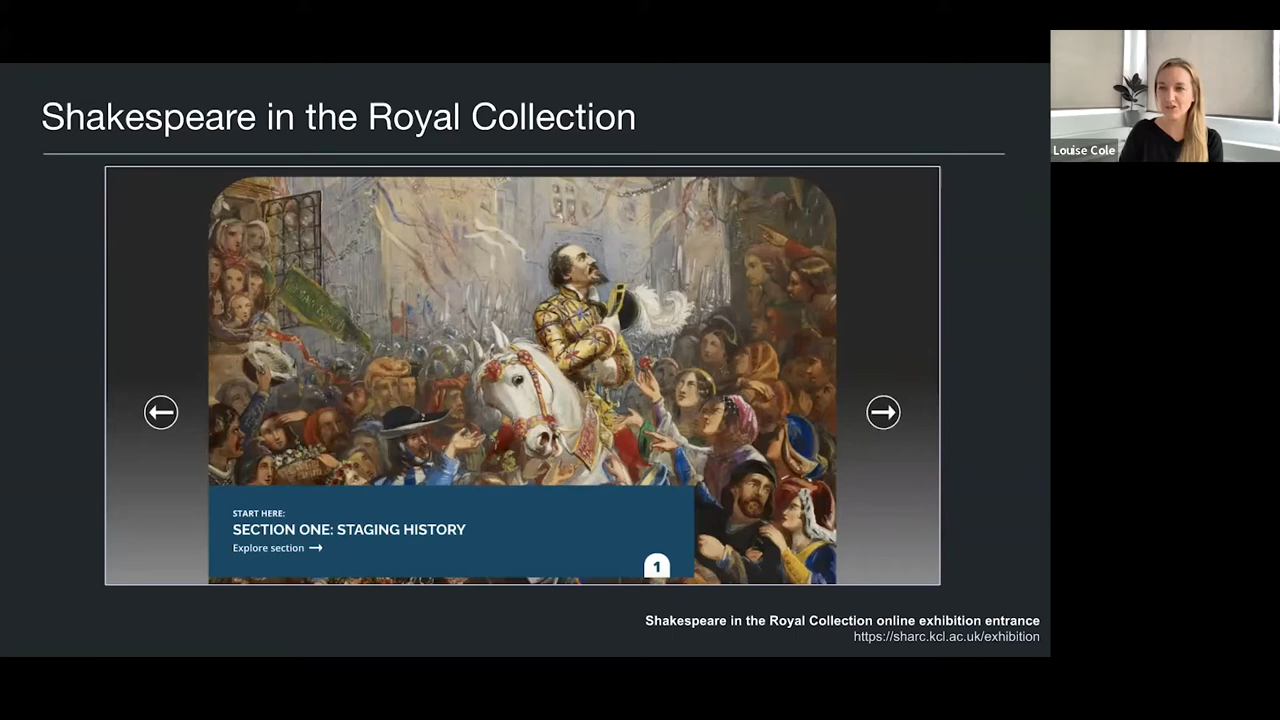 Shakespeare in the Royal Collection
Louise Cole
START HERE:
SECTION ONE: STAGING HISTORY
Explore section →
1
Shakespeare in the Royal Collection online exhibition entrance
https://sharc.kcl.ac.uk/exhibition